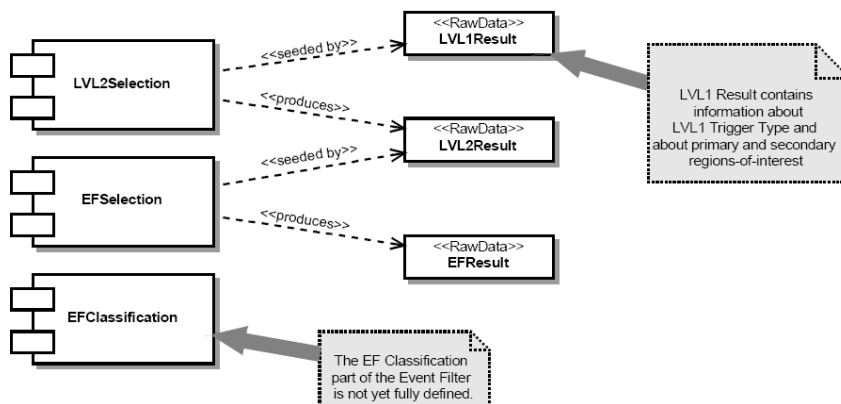 <<RawData>>
LVL1Result
<<seeded by>>
LVL2Selection
LVL1 Result contains
information about
LVL1 Trigger Type and
about primary and secondary
regions-of-interest
<<produces>>
<<RawData>>
LVL2Result
<<seeded by>>
EFSelection
<<produces>>
<<RawData>>
EFResult
EFClassification
The EF Classification
part of the Event Filter
is not yet fully defined.